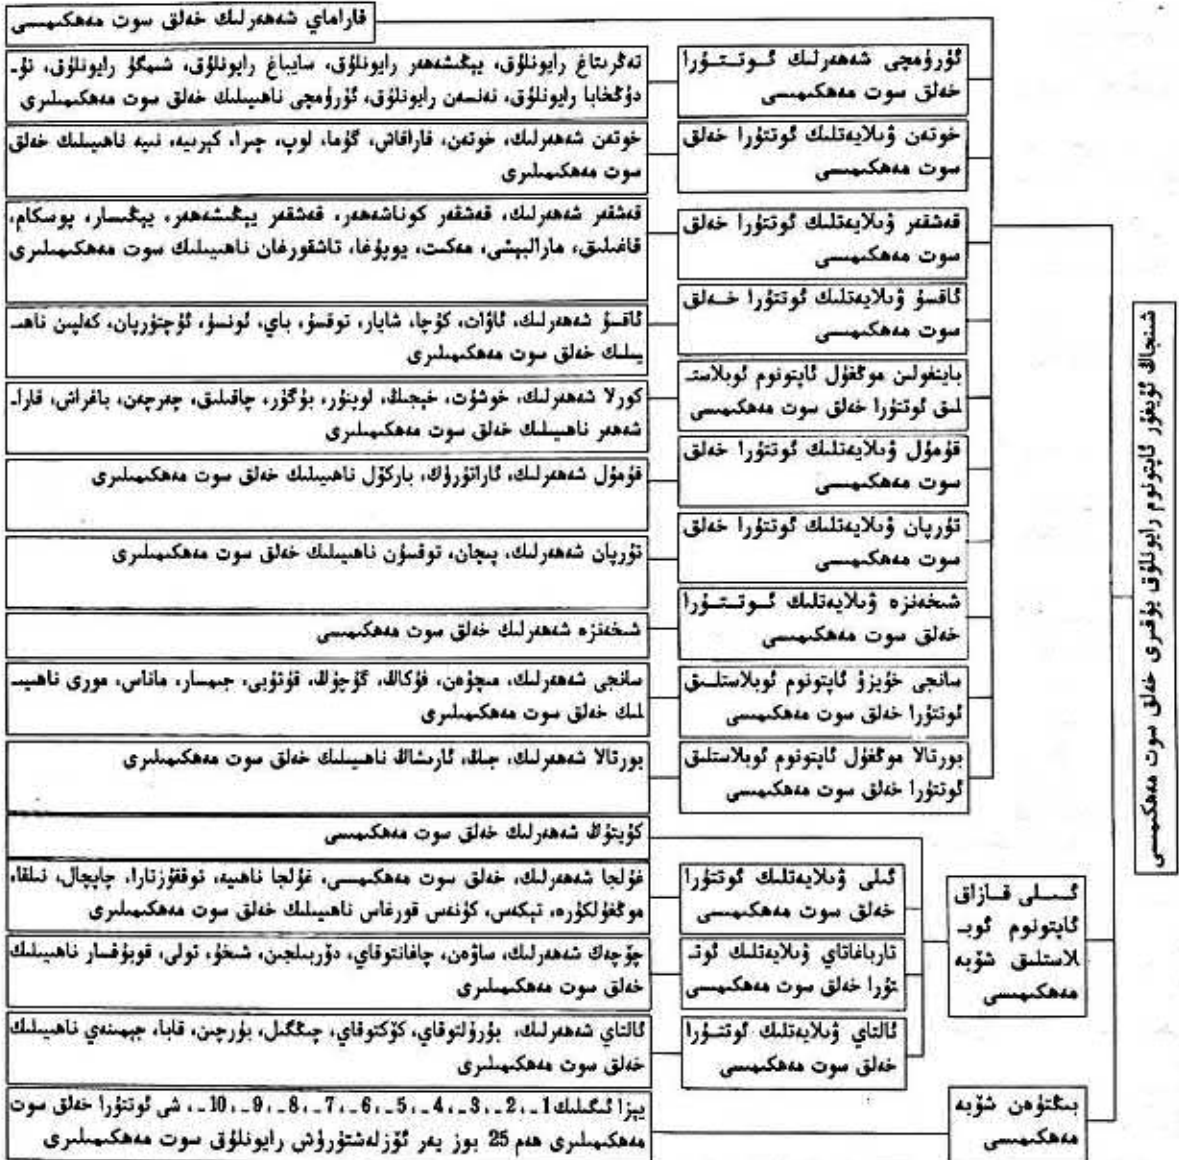 قاراماي شەھەرلىك خەلق سوت مەھكىمىسى
ئۈرۈمچى شەھەرلىك ئوتتۇرا
خەلق سوت مەھكىمىسى
تەڭرىتاغ رايونلۇق، يېڭىشەھەر رايونلۇق، سايباغ رايونلۇق، شىمگۇ رايونلۇق، تۇ-
دۇڭخابا رايونلۇق، نەنسەن رايونلۇق، ئۈرۈمچى ناھىيىلىك خەلق سوت مەھكىمىلىرى
خوتەن ۋىلايەتلىك ئوتتۇرا خەلق
سوت مەھكىمىسى
خوتەن شەھەرلىك، خوتەن، قاراقاش، گۇما، لوپ، چىرا، كېرىيە، نىيە ناھىيىلىك خەلق
سوت مەھكىمىلىرى
قەشقەر ۋىلايەتلىك ئوتتۇرا خەلق
سوت مەھكىمىسى
قەشقەر شەھەرلىك، قەشقەر كوناشەھەر، قەشقەر يېڭىشەھەر، يېڭىسار، پوسكام،
قاغىلىق، مارالبېشى، مەكىت، يوپۇغا، تاشقورغان ناھىيىلىك سوت مەھكىمىلىرى
ئاقسۇ ۋىلايەتلىك ئوتتۇرا خەلق
سوت مەھكىمىسى
ئاقسۇ شەھەرلىك، ئاۋات، كۇچا، شايار، توقسۇ، باي، ئونسۇ، ئۇچتۇرپان، كەلپىن ناھى-
يىلىك خەلق سوت مەھكىمىلىرى
بايىنغولىن موڭغۇل ئاپتونوم ئوبلاست-
لىق ئوتتۇرا خەلق سوت مەھكىمىسى
كورلا شەھەرلىك، خوشۇت، خېجىڭ، لوپنۇر، بۈگۈر، چاقىلىق، چەرچەن، باغراش، قارا-
شەھەر ناھىيىلىك خەلق سوت مەھكىمىلىرى
قۇمۇل ۋىلايەتلىك ئوتتۇرا خەلق
سوت مەھكىمىسى
قۇمۇل شەھەرلىك، ئاراتۈرۈك، باركۆل ناھىيىلىك خەلق سوت مەھكىمىلىرى
تۇرپان ۋىلايەتلىك ئوتتۇرا خەلق
سوت مەھكىمىسى
تۇرپان شەھەرلىك، پىچان، توقسۇن ناھىيىلىك خەلق سوت مەھكىمىلىرى
شىخەنزە ۋىلايەتلىك ئوتتۇرا
خەلق سوت مەھكىمىسى
شىخەنزە شەھەرلىك خەلق سوت مەھكىمىسى
سانجى خۇيزۇ ئاپتونوم ئوبلاستلىق
ئوتتۇرا خەلق سوت مەھكىمىسى
سانجى شەھەرلىك، مىچۈەن، فۇكاڭ، گۇچۇڭ، قۇتۇبى، جىمسار، ماناس، مورى ناھىيى-
لىك خەلق سوت مەھكىمىلىرى
بورتالا موڭغۇل ئاپتونوم ئوبلاستلىق
ئوتتۇرا خەلق سوت مەھكىمىسى
بورتالا شەھەرلىك، جىڭ، ئارىشاڭ ناھىيىلىك خەلق سوت مەھكىمىلىرى
شىنجاڭ ئۇيغۇر ئاپتونوم رايونلۇق يۇقىرى خەلق سوت مەھكىمىسى
كۇيتۇڭ شەھەرلىك خەلق سوت مەھكىمىسى
ئىلى قازاق
ئاپتونوم ئوب-
لاستلىق شۆبە
مەھكىمىسى
ئىلى ۋىلايەتلىك ئوتتۇرا
خەلق سوت مەھكىمىسى
غۇلجا شەھەرلىك، خەلق سوت مەھكىمىسى، غۇلجا ناھىيە، توققۇزتارا، چاپچال، نىلقا،
موڭغۇلكۈرە، تېكەس، كۈنەس قورغاس ناھىيىلىك خەلق سوت مەھكىمىلىرى
تارباغاتاي ۋىلايەتلىك ئوت-
تۇرا خەلق سوت مەھكىمىسى
چۆچەك شەھەرلىك، ساۋەن، چاغانتوقاي، دۆربىلجىن، شىخۇ، تولى، قوبۇقسار ناھىيىلىك
خەلق سوت مەھكىمىلىرى
ئالتاي ۋىلايەتلىك ئوتتۇرا
خەلق سوت مەھكىمىسى
ئالتاي شەھەرلىك، بۇرۇلتوقاي، كۆكتوقاي، چىڭگىل، بۇرچىن، قابا، جېمىنەي ناھىيىلىك
خەلق سوت مەھكىمىلىرى
بىڭتۈەن شۆبە
مەھكىمىسى
يېزا ئىگىلىك 1-، 2-، 3-، 4-، 5-، 6-، 7-، 8-، 9-، 10-، شى ئوتتۇرا خەلق سوت
مەھكىمىلىرى ھەم 25 بوز يەر ئۆزلەشتۈرۈش رايونلۇق سوت مەھكىمىلىرى